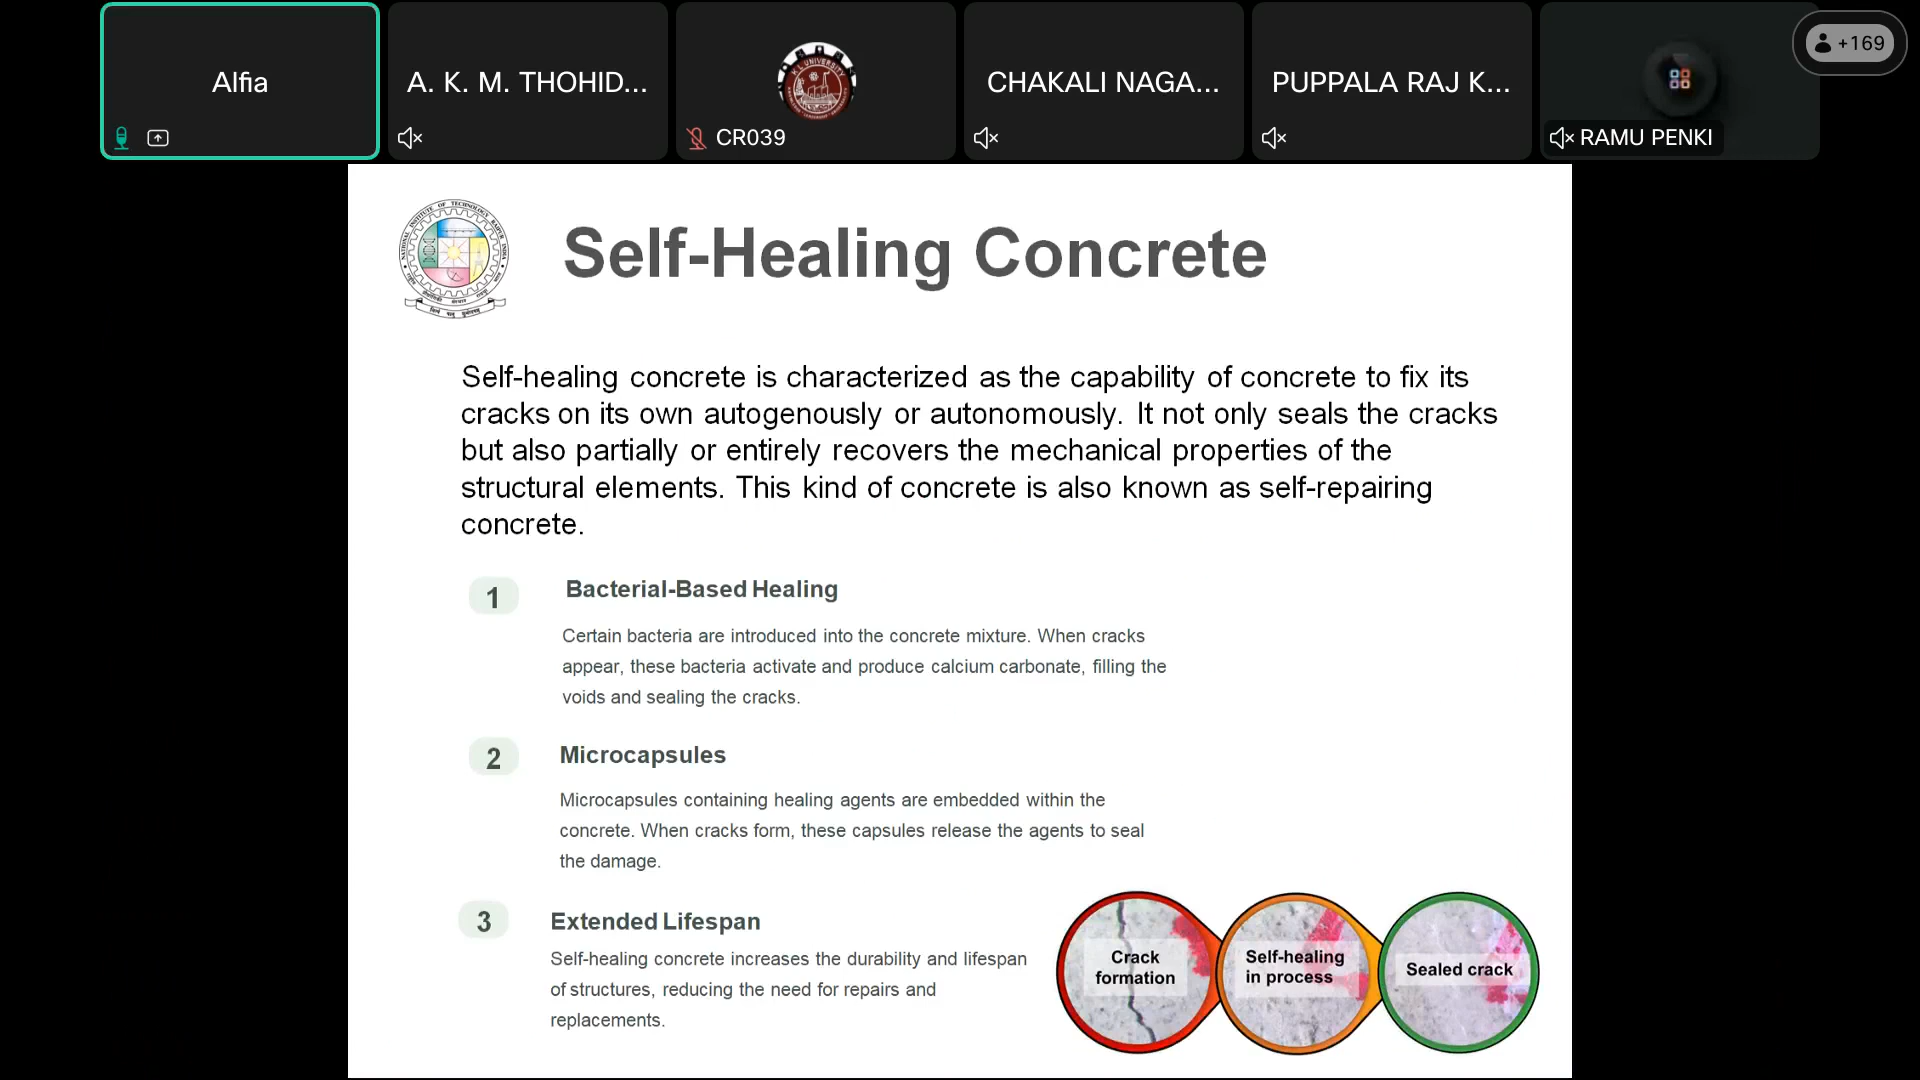 Alfia
A. K. M. THOHID...
CHAKALI NAGA...
PUPPALA RAJ K...
+169
CR039
RAMU PENKI
K L UNIVERSITY
NATIONAL INSTITUTE OF TECHNOLOGY RAIPUR INDIA
Self-Healing Concrete
Self-healing concrete is characterized as the capability of concrete to fix its
cracks on its own autogenously or autonomously. It not only seals the cracks
but also partially or entirely recovers the mechanical properties of the
structural elements. This kind of concrete is also known as self-repairing
concrete.
1
Bacterial-Based Healing
Certain bacteria are introduced into the concrete mixture. When cracks
appear, these bacteria activate and produce calcium carbonate, filling the
voids and sealing the cracks.
2
Microcapsules
Microcapsules containing healing agents are embedded within the
concrete. When cracks form, these capsules release the agents to seal
the damage.
3
Extended Lifespan
Self-healing concrete increases the durability and lifespan
of structures, reducing the need for repairs and
replacements.
Crack
formation
Self-healing
in process
Sealed crack